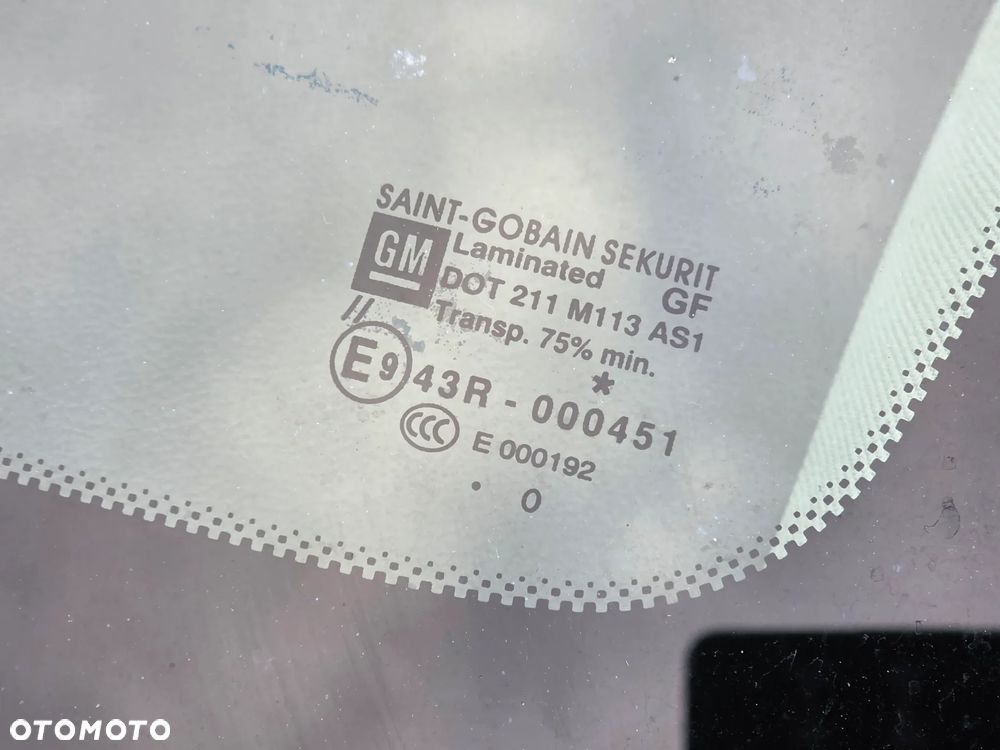 SAINT-GOBAIN SEKURIT
GM
Laminated GF
DOT 211 M113 AS1
Transp. 75% min.
//
*
E9 43R - 000451
CCC E 000192
. 0
OTOMOTO